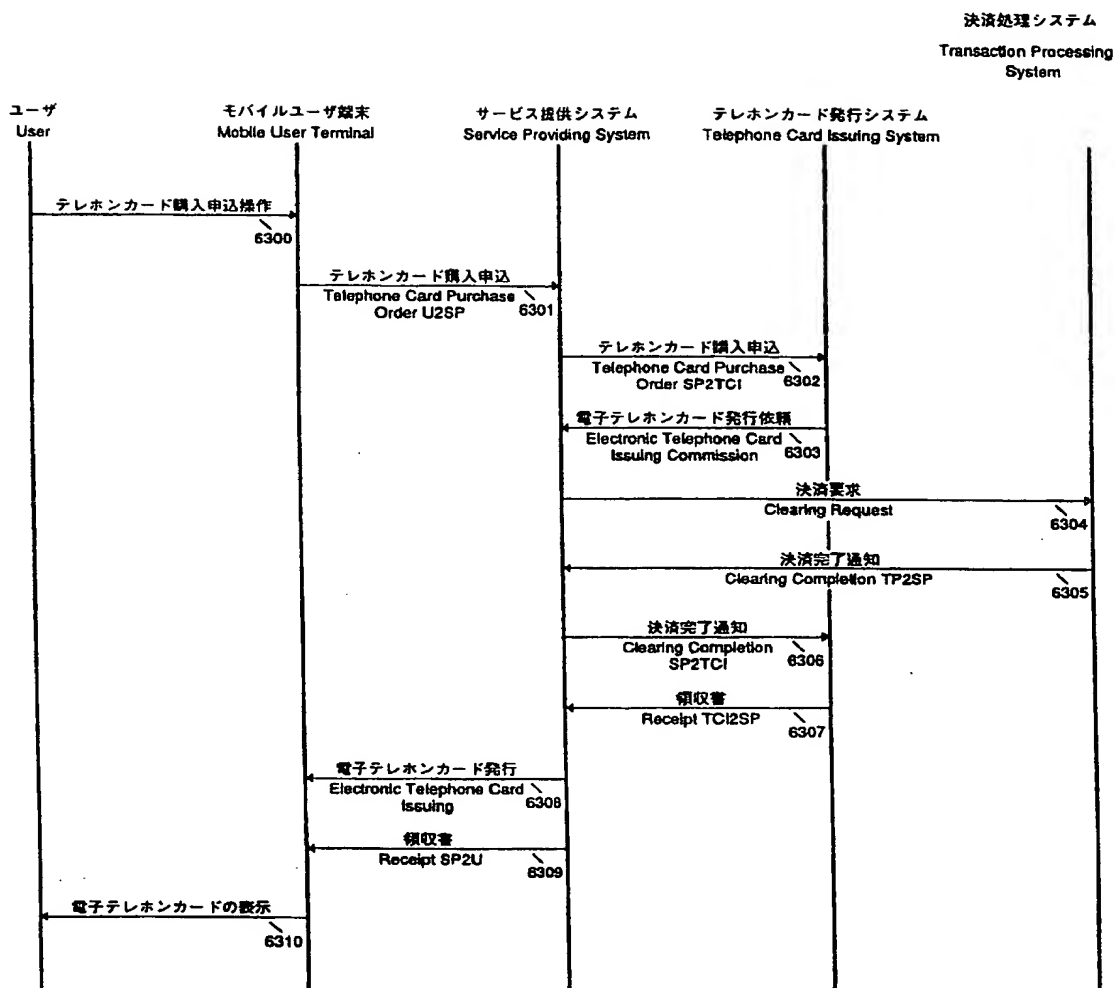 決済処理システム
Transaction Processing
System
ユーザ
User
モバイルユーザ端末
Mobile User Terminal
サービス提供システム
Service Providing System
テレホンカード発行システム
Telephone Card Issuing System
テレホンカード購入申込操作
6300
テレホンカード購入申込
Telephone Card Purchase
Order U2SP
6301
テレホンカード購入申込
Telephone Card Purchase
Order SP2TCI
6302
電子テレホンカード発行依頼
Electronic Telephone Card
Issuing Commission
6303
決済要求
Clearing Request
6304
決済完了通知
Clearing Completion TP2SP
6305
決済完了通知
Clearing Completion
SP2TCI
6306
領収書
Receipt TCI2SP
6307
電子テレホンカード発行
Electronic Telephone Card
Issuing
6308
領収書
Receipt SP2U
6309
電子テレホンカードの表示
6310